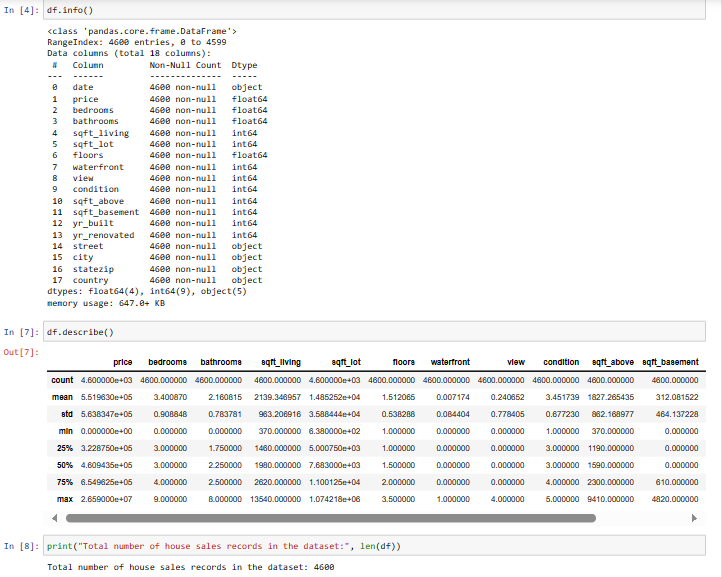 In [4]: df.info()
<class 'pandas.core.frame.DataFrame'>
RangeIndex: 4600 entries, 0 to 4599
Data columns (total 18 columns):
# Column Non-Null Count Dtype
--- ------ -------------- -----
0 date 4600 non-null object
1 price 4600 non-null float64
2 bedrooms 4600 non-null float64
3 bathrooms 4600 non-null float64
4 sqft_living 4600 non-null int64
5 sqft_lot 4600 non-null int64
6 floors 4600 non-null float64
7 waterfront 4600 non-null int64
8 view 4600 non-null int64
9 condition 4600 non-null int64
10 sqft_above 4600 non-null int64
11 sqft_basement 4600 non-null int64
12 yr_built 4600 non-null int64
13 yr_renovated 4600 non-null int64
14 street 4600 non-null object
15 city 4600 non-null object
16 statezip 4600 non-null object
17 country 4600 non-null object
dtypes: float64(4), int64(9), object(5)
memory usage: 647.0+ KB
In [7]: df.describe()
Out[7]:
price bedrooms bathrooms sqft_living sqft_lot floors waterfront view condition sqft_above sqft_basement
count 4.600000e+03 4600.000000 4600.000000 4600.000000 4.600000e+03 4600.000000 4600.000000 4600.000000 4600.000000 4600.000000 4600.000000
mean 5.519630e+05 3.400870 2.160815 2139.346957 1.485252e+04 1.512065 0.007174 0.240652 3.451739 1827.265435 312.081522
std 5.638347e+05 0.908848 0.783781 963.206916 3.588444e+04 0.538288 0.084404 0.778405 0.677230 862.168977 464.137228
min 0.000000e+00 0.000000 0.000000 370.000000 6.380000e+02 1.000000 0.000000 0.000000 1.000000 370.000000 0.000000
25% 3.228750e+05 3.000000 1.750000 1460.000000 5.000750e+03 1.000000 0.000000 0.000000 3.000000 1190.000000 0.000000
50% 4.609435e+05 3.000000 2.250000 1980.000000 7.683000e+03 1.500000 0.000000 0.000000 3.000000 1590.000000 0.000000
75% 6.549625e+05 4.000000 2.500000 2620.000000 1.100125e+04 2.000000 0.000000 0.000000 4.000000 2300.000000 610.000000
max 2.659000e+07 9.000000 8.000000 13540.000000 1.074218e+06 3.500000 1.000000 4.000000 5.000000 9410.000000 4820.000000
In [8]: print("Total number of house sales records in the dataset:", len(df))
Total number of house sales records in the dataset: 4600